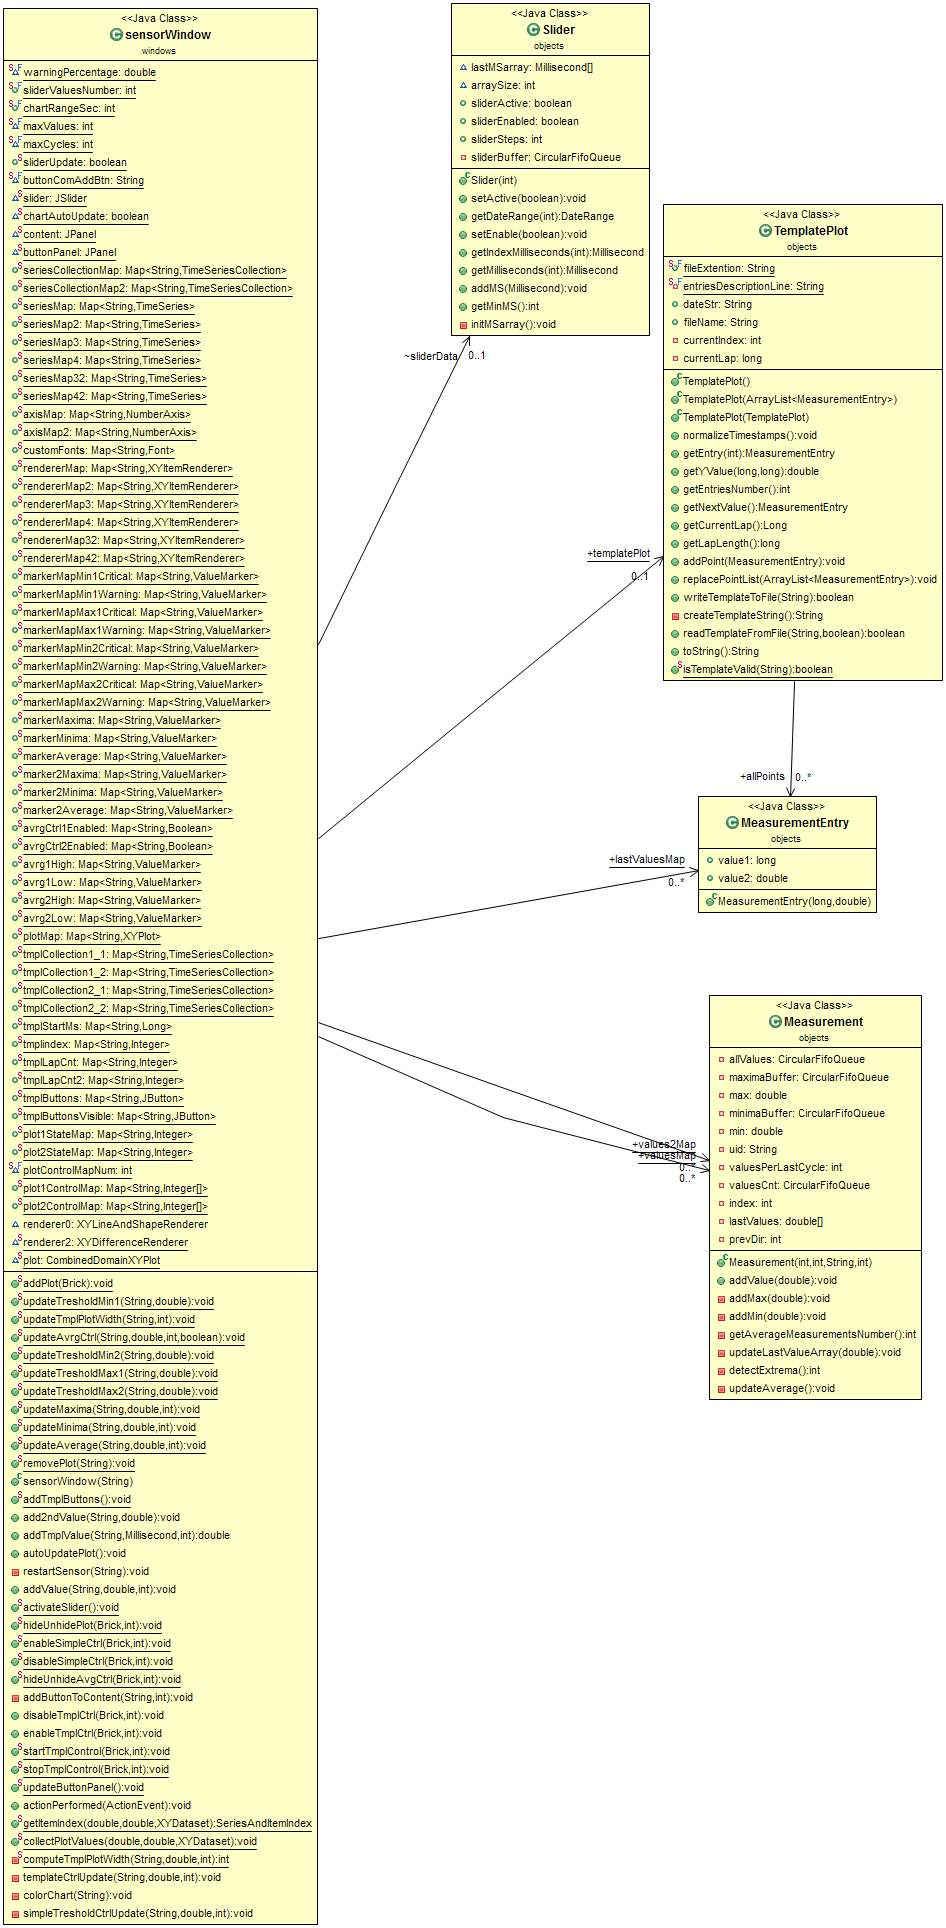 <<Java Class>>
sensorWindow
windows
warningPercentage: double
sliderValuesNumber: int
chartRangeSec: int
maxValues: int
maxCycles: int
sliderUpdate: boolean
buttonComAddBtn: String
slider: JSlider
chartAutoUpdate: boolean
content: JPanel
buttonPanel: JPanel
seriesCollectionMap: Map<String,TimeSeriesCollection>
seriesCollectionMap2: Map<String,TimeSeriesCollection>
seriesMap: Map<String,TimeSeries>
seriesMap2: Map<String,TimeSeries>
seriesMap3: Map<String,TimeSeries>
seriesMap4: Map<String,TimeSeries>
seriesMap32: Map<String,TimeSeries>
seriesMap42: Map<String,TimeSeries>
axisMap: Map<String,NumberAxis>
axisMap2: Map<String,NumberAxis>
customFonts: Map<String,Font>
rendererMap: Map<String,XYItemRenderer>
rendererMap2: Map<String,XYItemRenderer>
rendererMap3: Map<String,XYItemRenderer>
rendererMap4: Map<String,XYItemRenderer>
rendererMap32: Map<String,XYItemRenderer>
rendererMap42: Map<String,XYItemRenderer>
markerMapMin1Critical: Map<String,ValueMarker>
markerMapMin1Warning: Map<String,ValueMarker>
markerMapMax1Critical: Map<String,ValueMarker>
markerMapMax1Warning: Map<String,ValueMarker>
markerMapMin2Critical: Map<String,ValueMarker>
markerMapMin2Warning: Map<String,ValueMarker>
markerMapMax2Critical: Map<String,ValueMarker>
markerMapMax2Warning: Map<String,ValueMarker>
markerMaxima: Map<String,ValueMarker>
markerMinima: Map<String,ValueMarker>
markerAverage: Map<String,ValueMarker>
marker2Maxima: Map<String,ValueMarker>
marker2Minima: Map<String,ValueMarker>
marker2Average: Map<String,ValueMarker>
avrgCtrl1Enabled: Map<String,Boolean>
avrgCtrl2Enabled: Map<String,Boolean>
avrg1High: Map<String,ValueMarker>
avrg1Low: Map<String,ValueMarker>
avrg2High: Map<String,ValueMarker>
avrg2Low: Map<String,ValueMarker>
plotMap: Map<String,XYPlot>
tmplCollection1_1: Map<String,TimeSeriesCollection>
tmplCollection1_2: Map<String,TimeSeriesCollection>
tmplCollection2_1: Map<String,TimeSeriesCollection>
tmplCollection2_2: Map<String,TimeSeriesCollection>
tmplStartMs: Map<String,Long>
tmplIndex: Map<String,Integer>
tmplLapCnt: Map<String,Integer>
tmplLapCnt2: Map<String,Integer>
tmplButtons: Map<String,JButton>
tmplButtonsVisible: Map<String,JButton>
plot1StateMap: Map<String,Integer>
plot2StateMap: Map<String,Integer>
plotControlMapNum: int
plot1ControlMap: Map<String,Integer[]>
plot2ControlMap: Map<String,Integer[]>
renderer0: XYLineAndShapeRenderer
renderer2: XYDifferenceRenderer
plot: CombinedDomainXYPlot
addPlot(Brick):void
updateTresholdMin1(String,double):void
updateTmplPlotWidth(String,int):void
updateAvrgCtrl(String,double,int,boolean):void
updateTresholdMin2(String,double):void
updateTresholdMax1(String,double):void
updateTresholdMax2(String,double):void
updateMaxima(String,double,int):void
updateMinima(String,double,int):void
updateAverage(String,double,int):void
removePlot(String):void
sensorWindow(String)
addTmplButtons():void
add2ndValue(String,double):void
addTmplValue(String,Millisecond,int):double
autoUpdatePlot():void
restartSensor(String):void
addValue(String,double,int):void
activateSlider():void
hideUnhidePlot(Brick,int):void
enableSimpleCtrl(Brick,int):void
disableSimpleCtrl(Brick,int):void
hideUnhideAvgCtrl(Brick,int):void
addButtonToContent(String,int):void
disableTmplCtrl(Brick,int):void
enableTmplCtrl(Brick,int):void
startTmplControl(Brick,int):void
stopTmplControl(Brick,int):void
updateButtonPanel():void
actionPerformed(ActionEvent):void
getItemIndex(double,double,XYDataset):SeriesAndItemIndex
collectPlotValues(double,double,XYDataset):void
computeTmplPlotWidth(String,double,int):int
templateCtrlUpdate(String,double,int):void
colorChart(String):void
simpleTresholdCtrlUpdate(String,double,int):void
<<Java Class>>
Slider
objects
lastMSarray: Millisecond[]
arraySize: int
sliderActive: boolean
sliderEnabled: boolean
sliderSteps: int
sliderBuffer: CircularFifoQueue
Slider(int)
setActive(boolean):void
getDateRange(int):DateRange
setEnable(boolean):void
getIndexMilliseconds(int):Millisecond
getMilliseconds(int):Millisecond
addMS(Millisecond):void
getMinMS():int
initMSarray():void
~sliderData
0..1
<<Java Class>>
TemplatePlot
objects
fileExtention: String
entriesDescriptionLine: String
dateStr: String
fileName: String
currentIndex: int
currentLap: long
TemplatePlot()
TemplatePlot(ArrayList<MeasurementEntry>)
TemplatePlot(TemplatePlot)
normalizeTimestamps():void
getEntry(int):MeasurementEntry
getYValue(long,long):double
getEntriesNumber():int
getNextValue():MeasurementEntry
getCurrentLap():Long
getLapLength():long
addPoint(MeasurementEntry):void
replacePointList(ArrayList<MeasurementEntry>):void
writeTemplateToFile(String):boolean
createTemplateString():String
readTemplateFromFile(String,boolean):boolean
toString():String
isTemplateValid(String):boolean
+templatePlot
0..1
+allPoints
0..*
<<Java Class>>
MeasurementEntry
objects
value1: long
value2: double
MeasurementEntry(long,double)
+lastValuesMap
0..*
<<Java Class>>
Measurement
objects
allValues: CircularFifoQueue
maximaBuffer: CircularFifoQueue
max: double
minimaBuffer: CircularFifoQueue
min: double
uid: String
valuesPerLastCycle: int
valuesCnt: CircularFifoQueue
index: int
lastValues: double[]
prevDir: int
Measurement(int,int,String,int)
addValue(double):void
addMax(double):void
addMin(double):void
getAverageMeasurementsNumber():int
updateLastValueArray(double):void
detectExtrema():int
updateAverage():void
+values2Map
+valuesMap
0..*
0..*